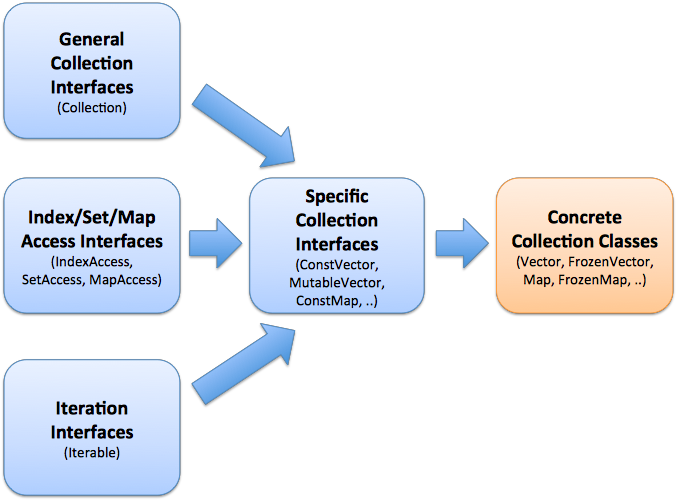 General
Collection
Interfaces
(Collection)
Index/Set/Map
Access Interfaces
(IndexAccess,
SetAccess, MapAccess)
Iteration
Interfaces
(Iterable)
Specific
Collection
Interfaces
(ConstVector,
MutableVector,
ConstMap, ..)
Concrete
Collection Classes
(Vector, FrozenVector,
Map, FrozenMap, ..)